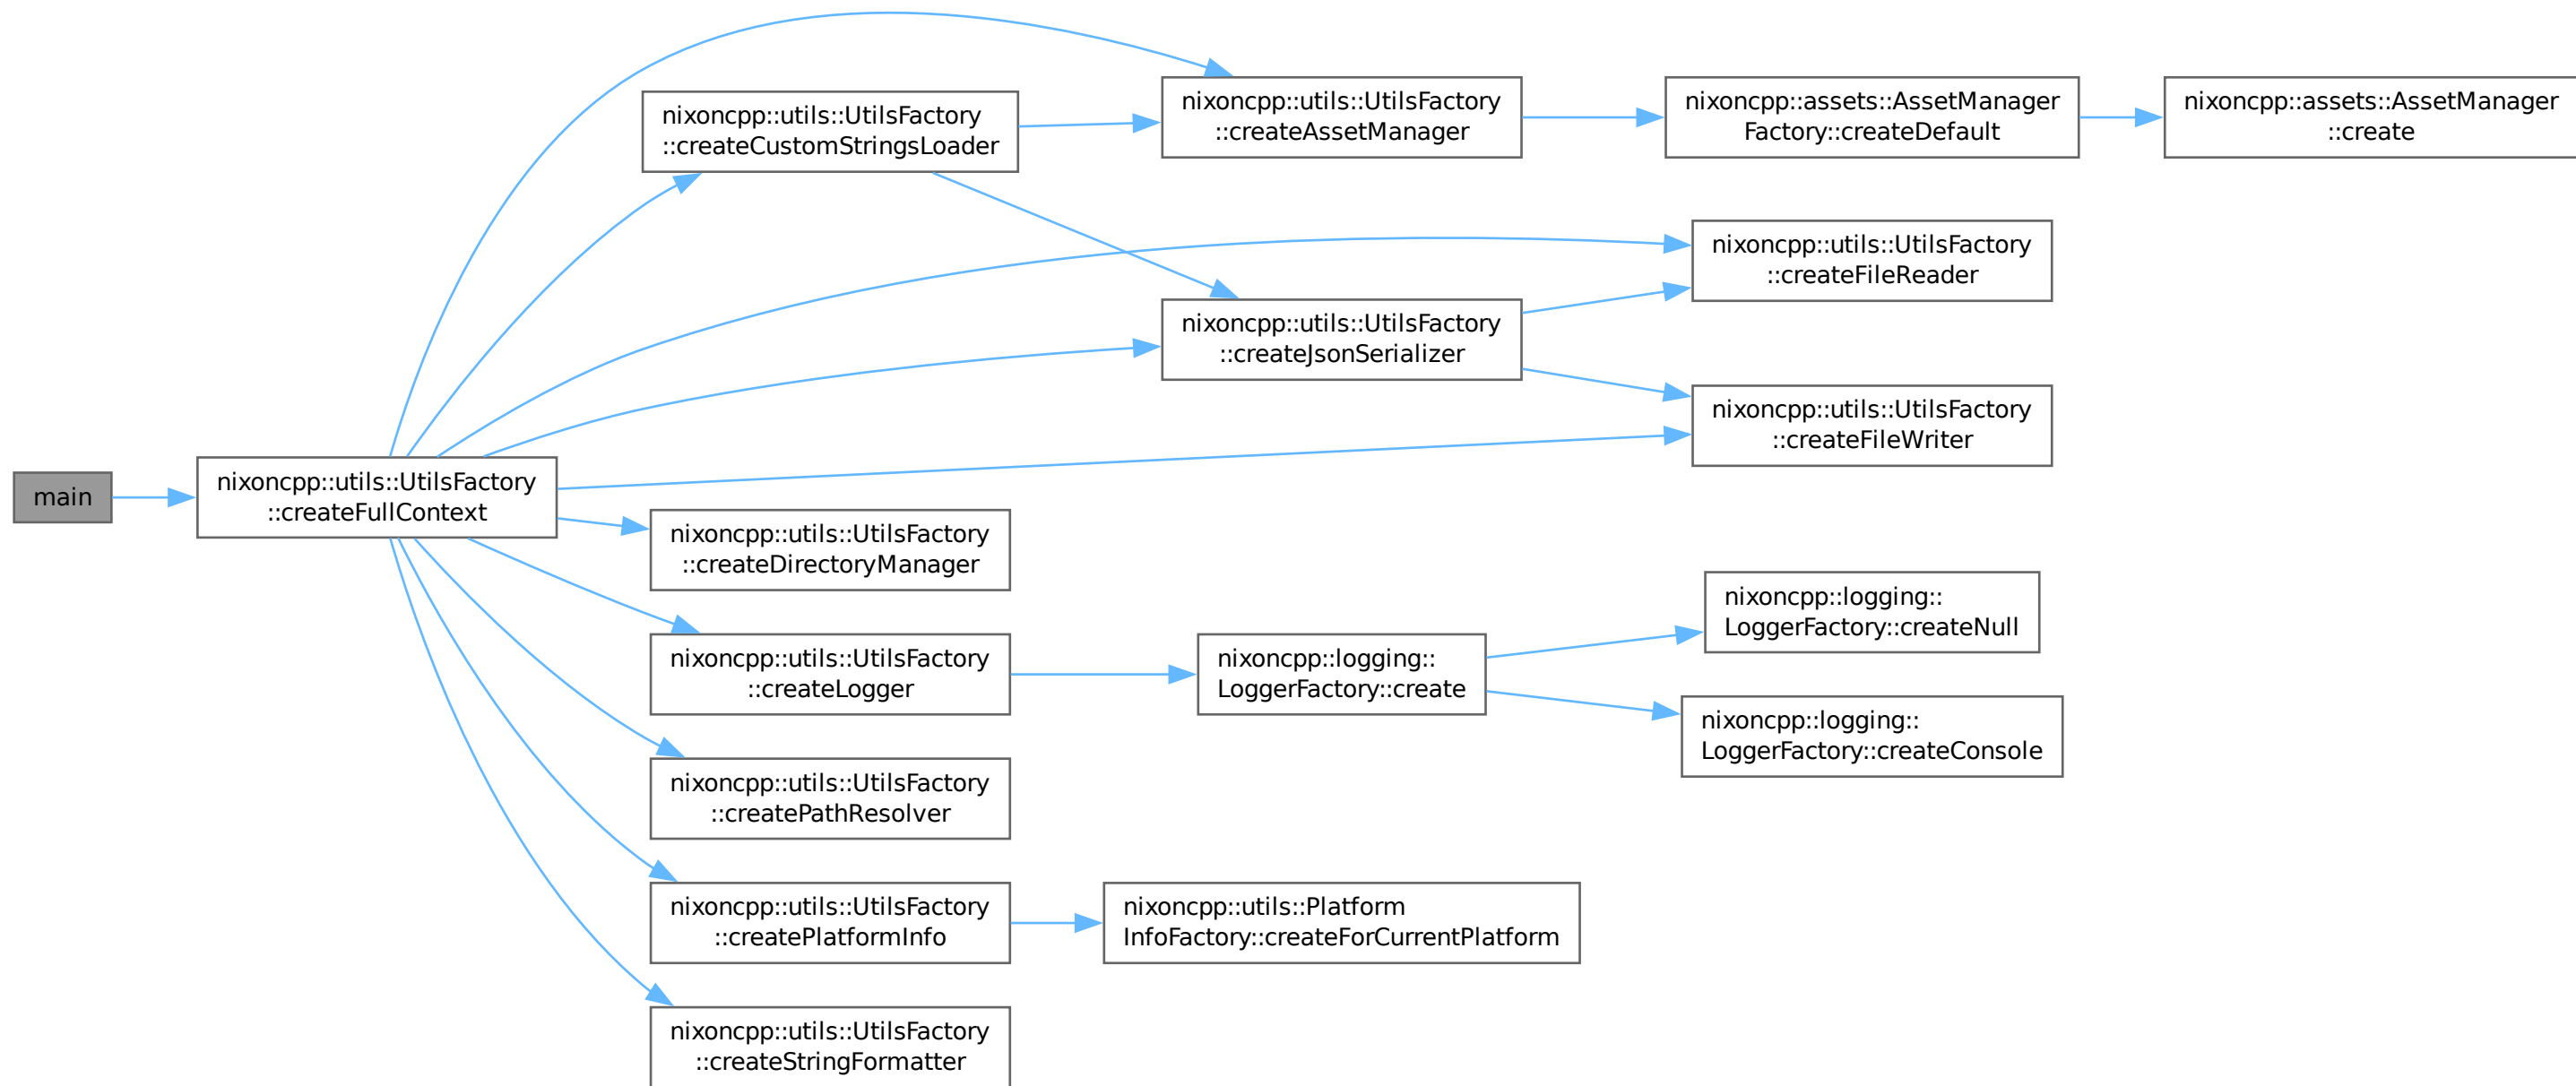 main
nixoncpp::utils::UtilsFactory
::createFullContext
nixoncpp::utils::UtilsFactory
::createCustomStringsLoader
nixoncpp::utils::UtilsFactory
::createAssetManager
nixoncpp::assets::AssetManager
Factory::createDefault
nixoncpp::assets::AssetManager
::create
nixoncpp::utils::UtilsFactory
::createFileReader
nixoncpp::utils::UtilsFactory
::createJsonSerializer
nixoncpp::utils::UtilsFactory
::createFileWriter
nixoncpp::utils::UtilsFactory
::createDirectoryManager
nixoncpp::utils::UtilsFactory
::createLogger
nixoncpp::logging::
LoggerFactory::create
nixoncpp::logging::
LoggerFactory::createNull
nixoncpp::logging::
LoggerFactory::createConsole
nixoncpp::utils::UtilsFactory
::createPathResolver
nixoncpp::utils::UtilsFactory
::createPlatformInfo
nixoncpp::utils::Platform
InfoFactory::createForCurrentPlatform
nixoncpp::utils::UtilsFactory
::createStringFormatter